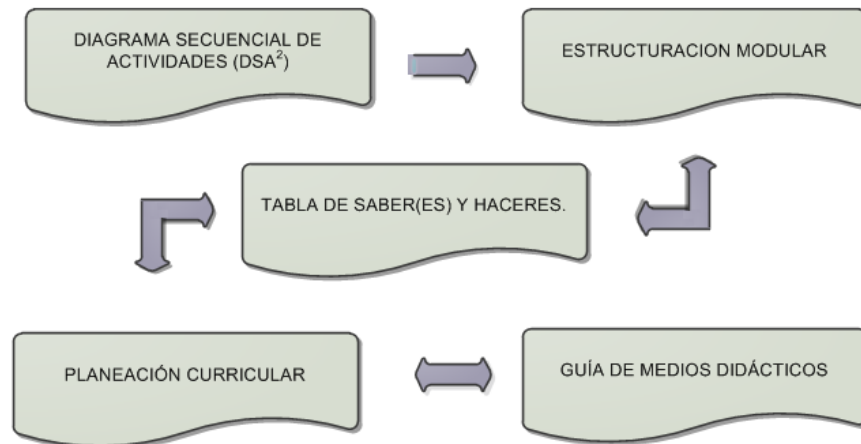 DIAGRAMA SECUENCIAL DE
ACTIVIDADES (DSA²)
ESTRUCTURACION MODULAR
TABLA DE SABER(ES) Y HACERES.
PLANEACIÓN CURRICULAR
GUÍA DE MEDIOS DIDÁCTICOS